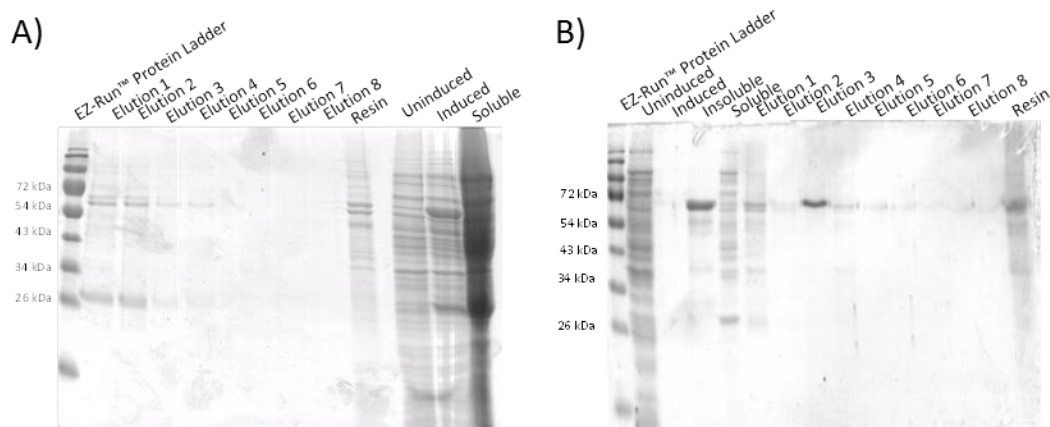 A)
EZ-Run™ Protein Ladder
Elution 1
Elution 2
Elution 3
Elution 4
Elution 5
Elution 6
Elution 7
Elution 8
Resin
Uninduced
Induced
Soluble
72 kDa
54 kDa
43 kDa
34 kDa
26 kDa
B)
EZ-Run™ Protein Ladder
Uninduced
Induced
Insoluble
Soluble
Elution 1
Elution 2
Elution 3
Elution 4
Elution 5
Elution 6
Elution 7
Elution 8
Resin
72 kDa
54 kDa
43 kDa
34 kDa
26 kDa